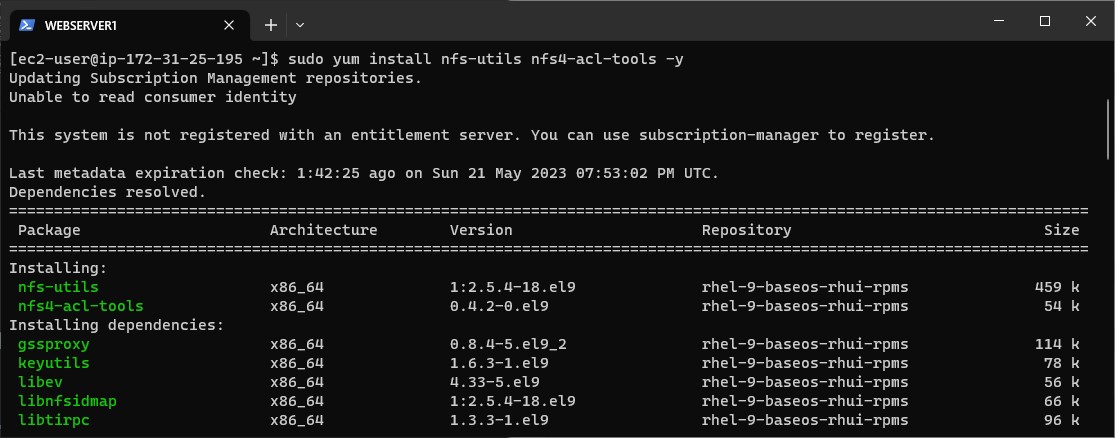 WEBSERVER1
[ec2-user@ip-172-31-25-195 ~]$ sudo yum install nfs-utils nfs4-acl-tools -y
Updating Subscription Management repositories.
Unable to read consumer identity
This system is not registered with an entitlement server. You can use subscription-manager to register.
Last metadata expiration check: 1:42:25 ago on Sun 21 May 2023 07:53:02 PM UTC.
Dependencies resolved.
================================================================================================================
Package Architecture Version Repository Size
================================================================================================================
Installing:
nfs-utils x86_64 1:2.5.4-18.el9 rhel-9-baseos-rhui-rpms 459 k
nfs4-acl-tools x86_64 0.4.2-0.el9 rhel-9-baseos-rhui-rpms 54 k
Installing dependencies:
gssproxy x86_64 0.8.4-5.el9_2 rhel-9-baseos-rhui-rpms 114 k
keyutils x86_64 1.6.3-1.el9 rhel-9-baseos-rhui-rpms 78 k
libev x86_64 4.33-5.el9 rhel-9-baseos-rhui-rpms 56 k
libnfsidmap x86_64 1:2.5.4-18.el9 rhel-9-baseos-rhui-rpms 66 k
libtirpc x86_64 1.3.3-1.el9 rhel-9-baseos-rhui-rpms 96 k